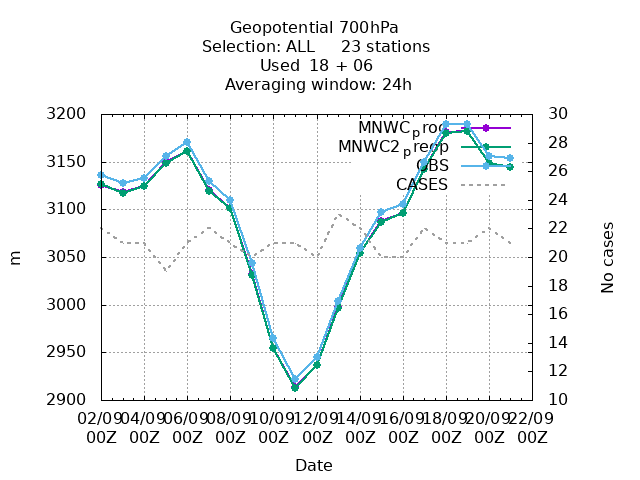 Geopotential 700hPa
Selection: ALL 23 stations
Used 18 + 06
Averaging window: 24h
3200
3150
3100
3050
3000
2950
2900
m
30
28
26
24
22
20
18
16
14
12
10
No cases
MNWCproc
MNWC2preop
OBS
CASES
02/09 04/09 06/09 08/09 10/09 12/09 14/09 16/09 18/09 20/09 22/09
00Z 00Z 00Z 00Z 00Z 00Z 00Z 00Z 00Z 00Z 00Z
Date